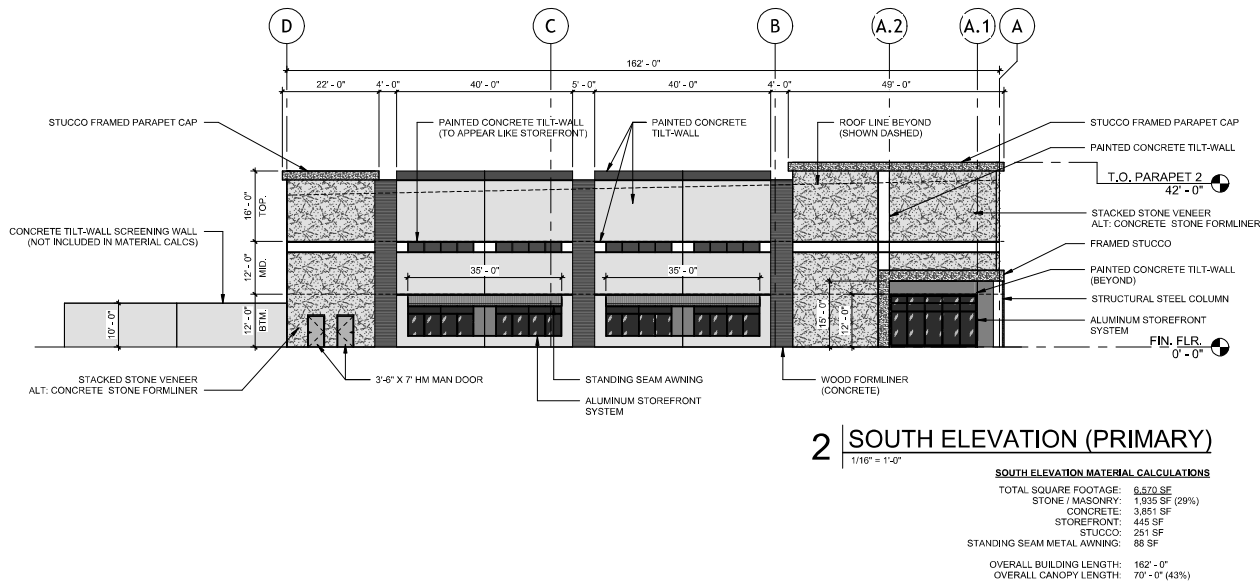 D
C
B
A.2
A.1
A
162' - 0"
22' - 0"
4' - 0"
40' - 0"
5' - 0"
40' - 0"
4' - 0"
49' - 0"
STUCCO FRAMED PARAPET CAP
PAINTED CONCRETE TILT-WALL
(TO APPEAR LIKE STOREFRONT)
PAINTED CONCRETE
TILT-WALL
ROOF LINE BEYOND
(SHOWN DASHED)
STUCCO FRAMED PARAPET CAP
PAINTED CONCRETE TILT-WALL
T.O. PARAPET 2
42' - 0"
16' - 0"
TOP.
STACKED STONE VENEER
ALT: CONCRETE STONE FORMLINER
CONCRETE TILT-WALL SCREENING WALL
(NOT INCLUDED IN MATERIAL CALCS)
FRAMED STUCCO
12' - 0"
MID.
35' - 0"
35' - 0"
PAINTED CONCRETE TILT-WALL
(BEYOND)
STRUCTURAL STEEL COLUMN
10' - 0"
12' - 0"
BTM.
15' - 0"
12' - 0"
ALUMINUM STOREFRONT
SYSTEM
FIN. FLR.
0' - 0"
STACKED STONE VENEER
ALT: CONCRETE STONE FORMLINER
3'-6" X 7' HM MAN DOOR
STANDING SEAM AWNING
WOOD FORMLINER
(CONCRETE)
ALUMINUM STOREFRONT
SYSTEM
2 SOUTH ELEVATION (PRIMARY)
1/16" = 1'-0"
SOUTH ELEVATION MATERIAL CALCULATIONS
TOTAL SQUARE FOOTAGE: 6,570 SF
STONE / MASONRY: 1,935 SF (29%)
CONCRETE: 3,851 SF
STOREFRONT: 445 SF
STUCCO: 251 SF
STANDING SEAM METAL AWNING: 88 SF
OVERALL BUILDING LENGTH: 162' - 0"
OVERALL CANOPY LENGTH: 70' - 0" (43%)